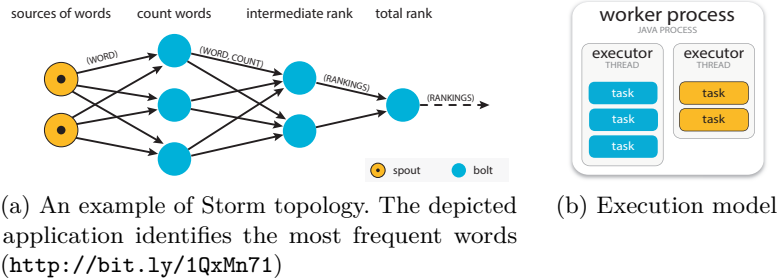 sources of words
count words
intermediate rank
total rank
(WORD)
(WORD, COUNT)
(RANKINGS)
(RANKINGS)
spout
bolt
worker process
JAVA PROCESS
executor
THREAD
task
task
task
executor
THREAD
task
task
(a) An example of Storm topology. The depicted
application identifies the most frequent words
(http://bit.ly/1QxMn71)
(b) Execution model